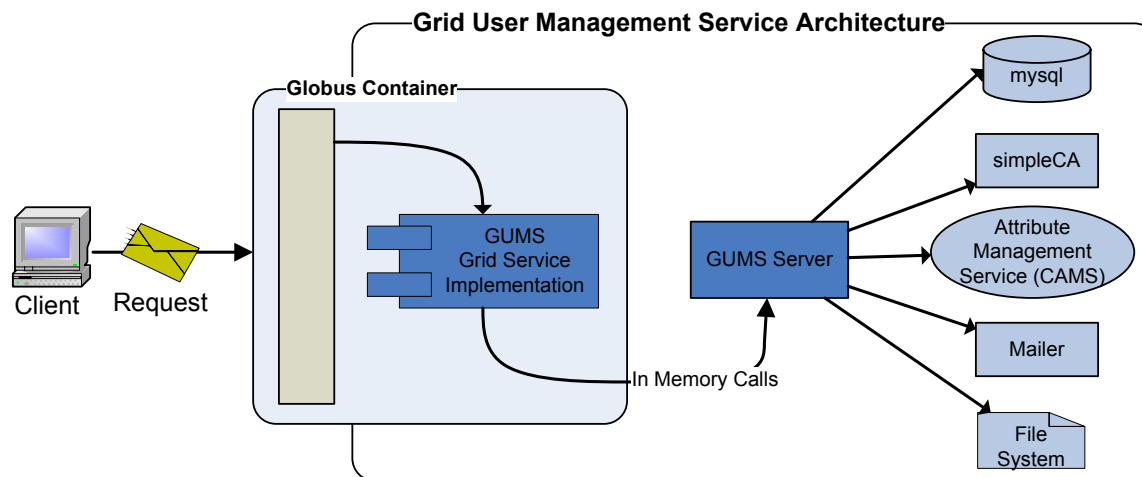 Grid User Management Service Architecture
Globus Container
mysql
simpleCA
GUMS
Grid Service
Implementation
GUMS Server
Attribute
Management
Service (CAMS)
Client
Request
Mailer
In Memory Calls
File
System